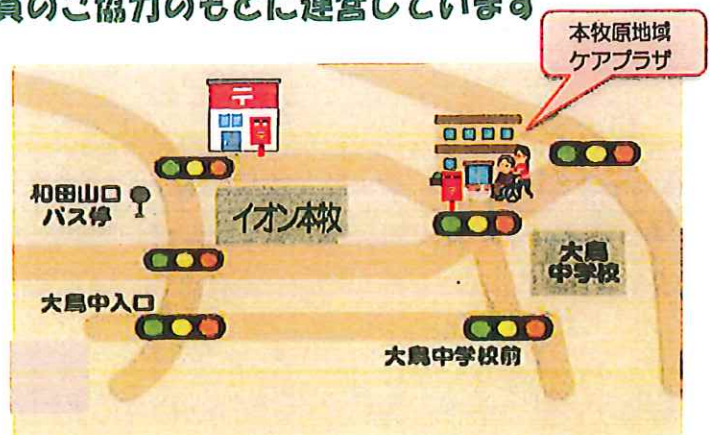 員のご協力のもとに運営しています
本牧原地域
ケアプラザ
〒
和田山口
バス停
イオン本牧
大鳥
中学校
大鳥中入口
大鳥中学校前